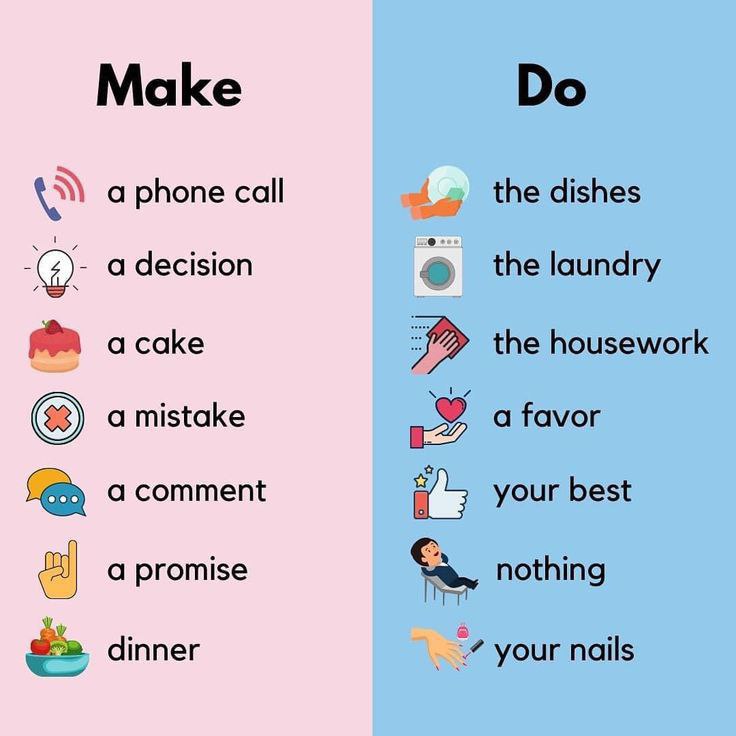 Make
a phone call
a decision
a cake
a mistake
a comment
a promise
dinner
Do
the dishes
the laundry
the housework
a favor
your best
nothing
your nails